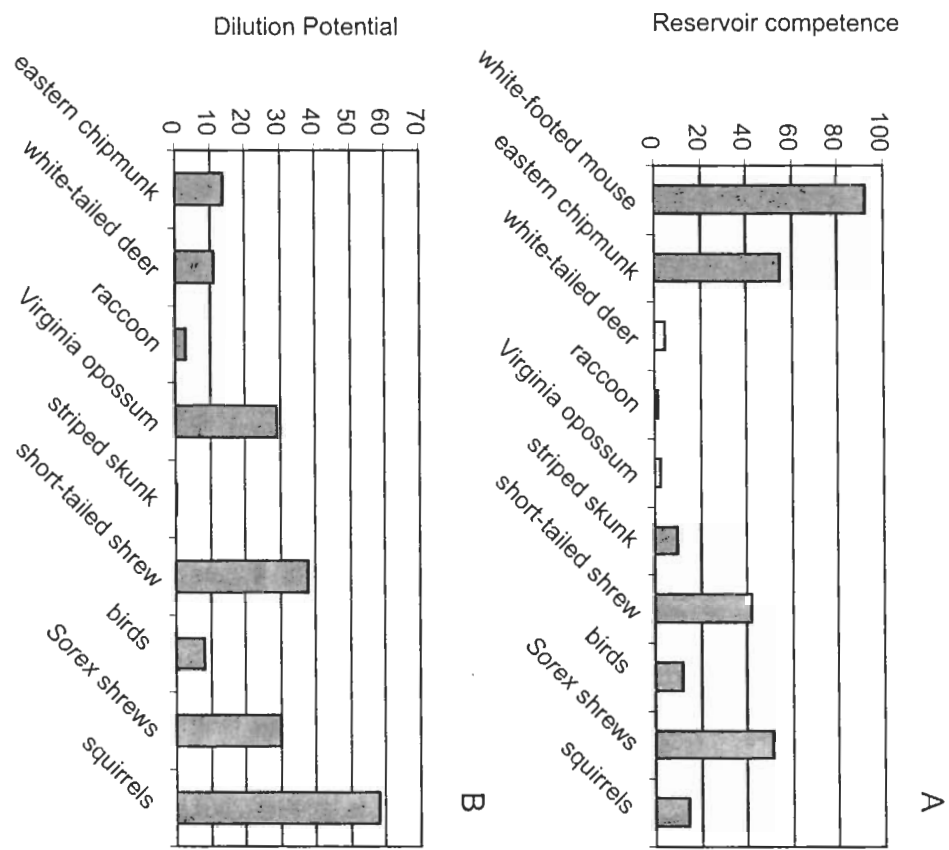 Reservoir competence
100
80
60
40
20
0
white-footed mouse
eastern chipmunk
white-tailed deer
raccoon
Virginia opossum
striped skunk
short-tailed shrew
birds
Sorex shrews
squirrels
A
Dilution Potential
70
60
50
40
30
20
10
0
eastern chipmunk
white-tailed deer
raccoon
Virginia opossum
striped skunk
short-tailed shrew
birds
Sorex shrews
squirrels
B